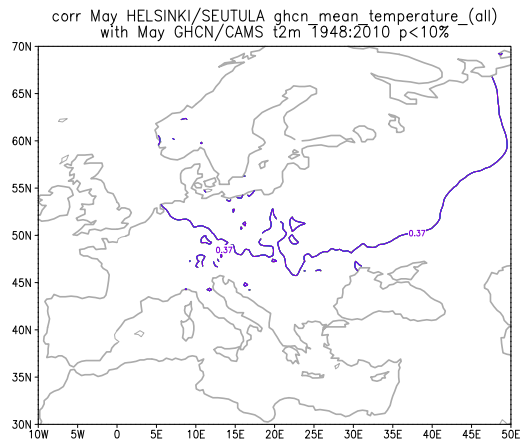 corr May HELSINKI/SEUTULA ghcn_mean_temperature_(all)
with May GHCN/CAMS t2m 1948:2010 p<10%
70N
65N
60N
55N
50N
45N
40N
35N
30N
0.37
0.37
10W 5W 0 5E 10E 15E 20E 25E 30E 35E 40E 45E 50E